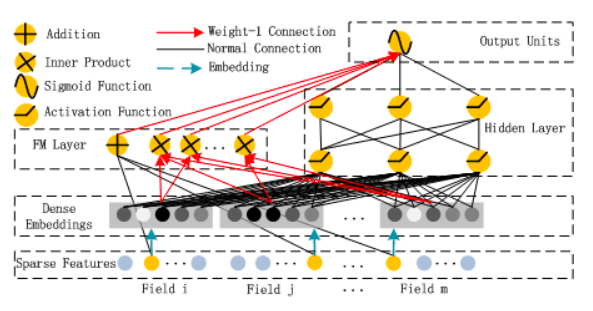 Addition
Inner Product
Sigmoid Function
Activation Function
Weight-1 Connection
Normal Connection
Embedding
Output Units
Hidden Layer
FM Layer
...
Dense
Embeddings
...
Sparse Features
... ... ... ...
Field i Field j ... Field m